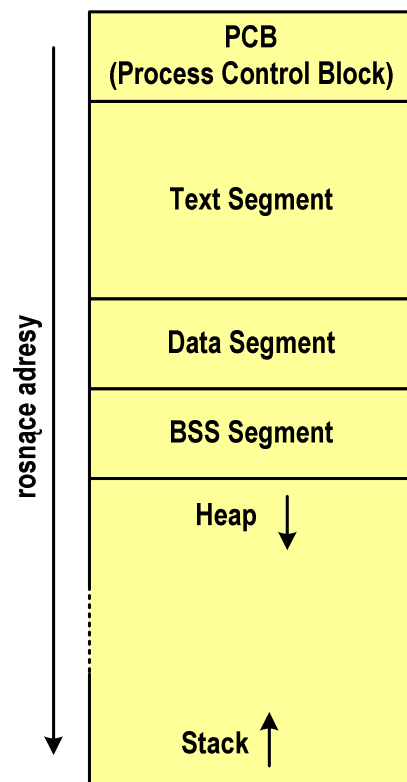 PCB
(Process Control Block)
Text Segment
Data Segment
BSS Segment
Heap
Stack
rosnące adresy